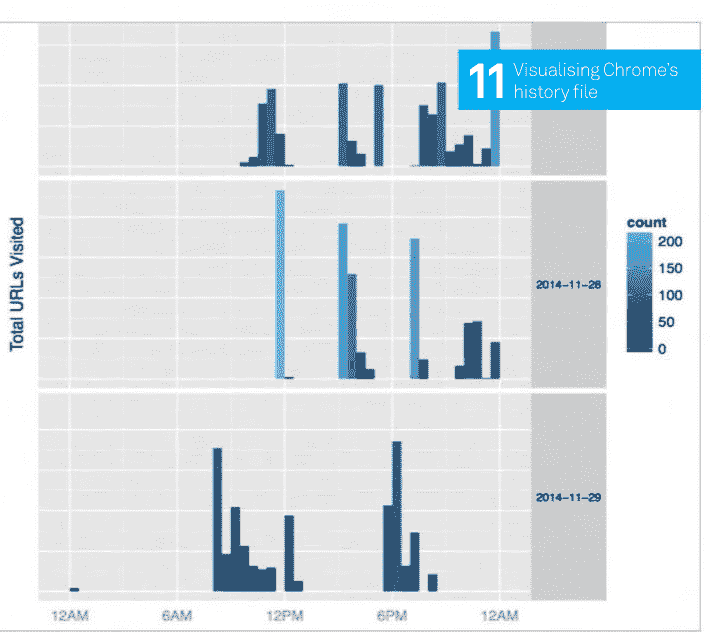 11
Visualising Chrome's
history file
Total URLs Visited
count
200
150
100
50
0
2014-11-28
2014-11-29
12AM 6AM 12PM 6PM 12AM